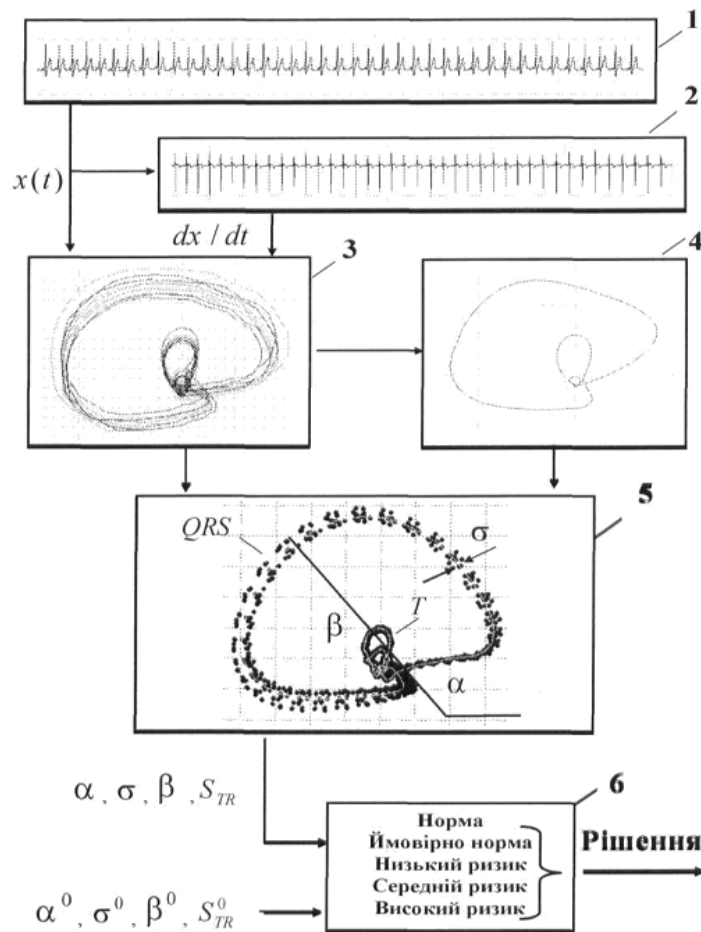 1
2
x(t)
dx / dt
3
4
5
QRS
σ
T
β
α
α , σ , β , S_TR
6
Норма
Ймовірно норма
Низький ризик
Середній ризик
Високий ризик
Рішення
α⁰ , σ⁰ , β⁰ , S⁰_TR